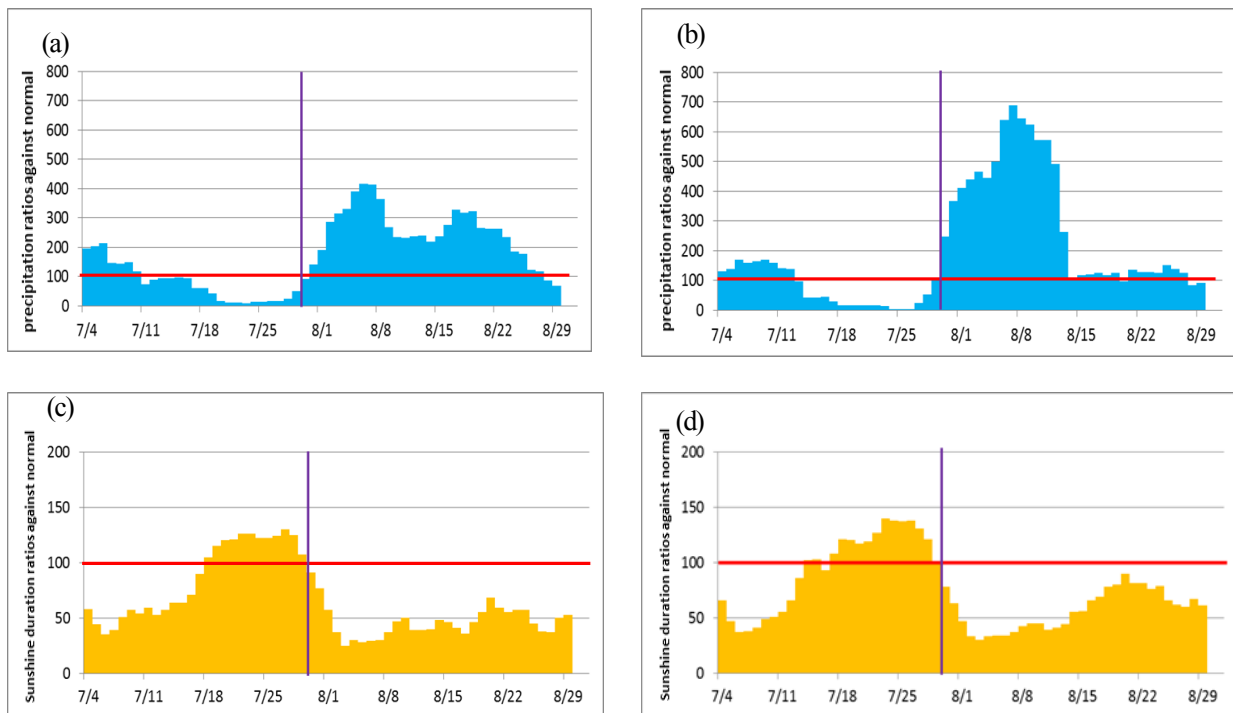 (a)
precipitation ratios against normal
800
700
600
500
400
300
200
100
0
7/4 7/11 7/18 7/25 8/1 8/8 8/15 8/22 8/29
(b)
precipitation ratios against normal
800
700
600
500
400
300
200
100
0
7/4 7/11 7/18 7/25 8/1 8/8 8/15 8/22 8/29
(c)
Sunshine duration ratios against normal
200
150
100
50
0
7/4 7/11 7/18 7/25 8/1 8/8 8/15 8/22 8/29
(d)
Sunshine duration ratios against normal
200
150
100
50
0
7/4 7/11 7/18 7/25 8/1 8/8 8/15 8/22 8/29